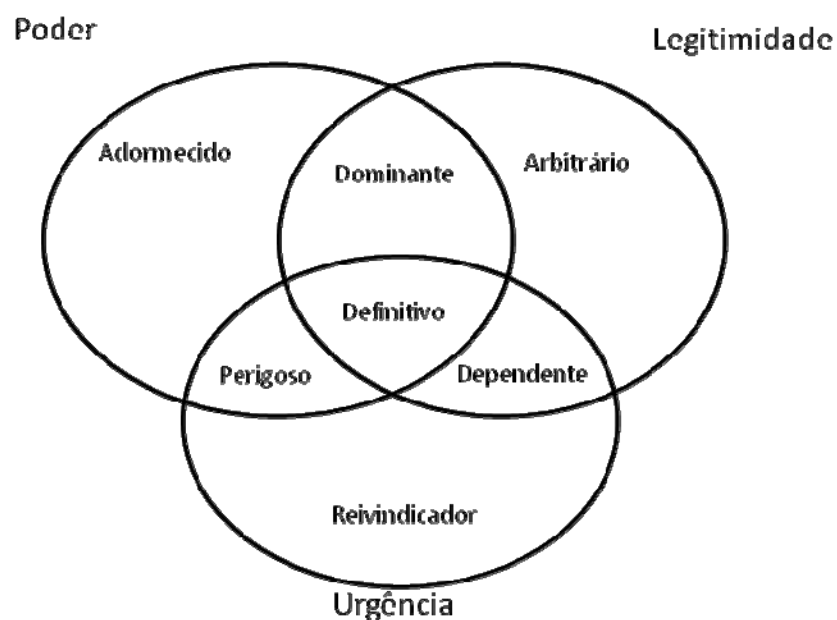 Poder
Legitimidade
Adormecido
Dominante
Arbitrário
Definitivo
Perigoso
Dependente
Reivindicador
Urgência